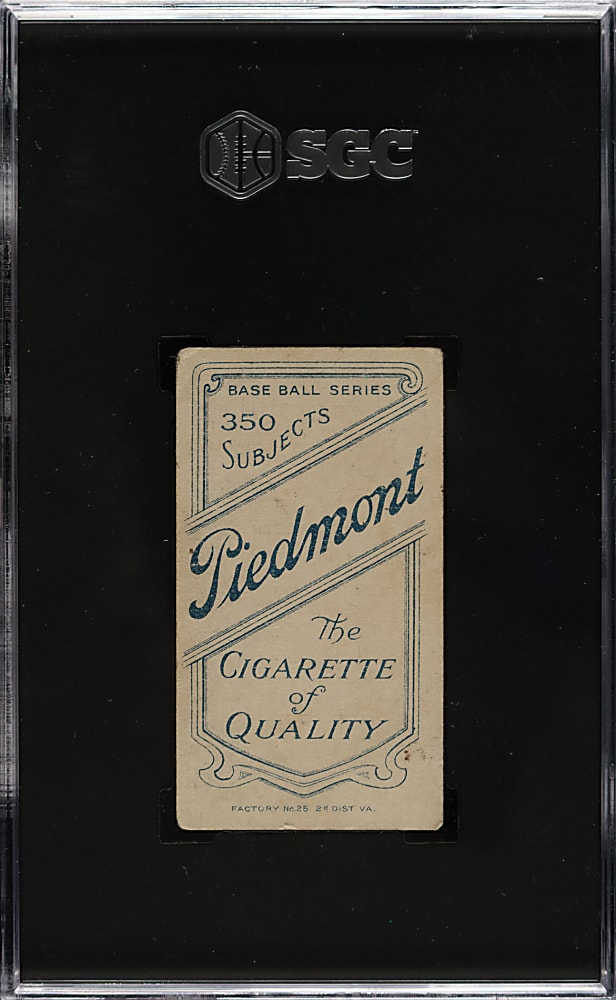 SGC
BASE BALL SERIES
350
SUBJECTS
Piedmont
The
CIGARETTE
of
QUALITY
FACTORY No. 25. 2D DIST VA.